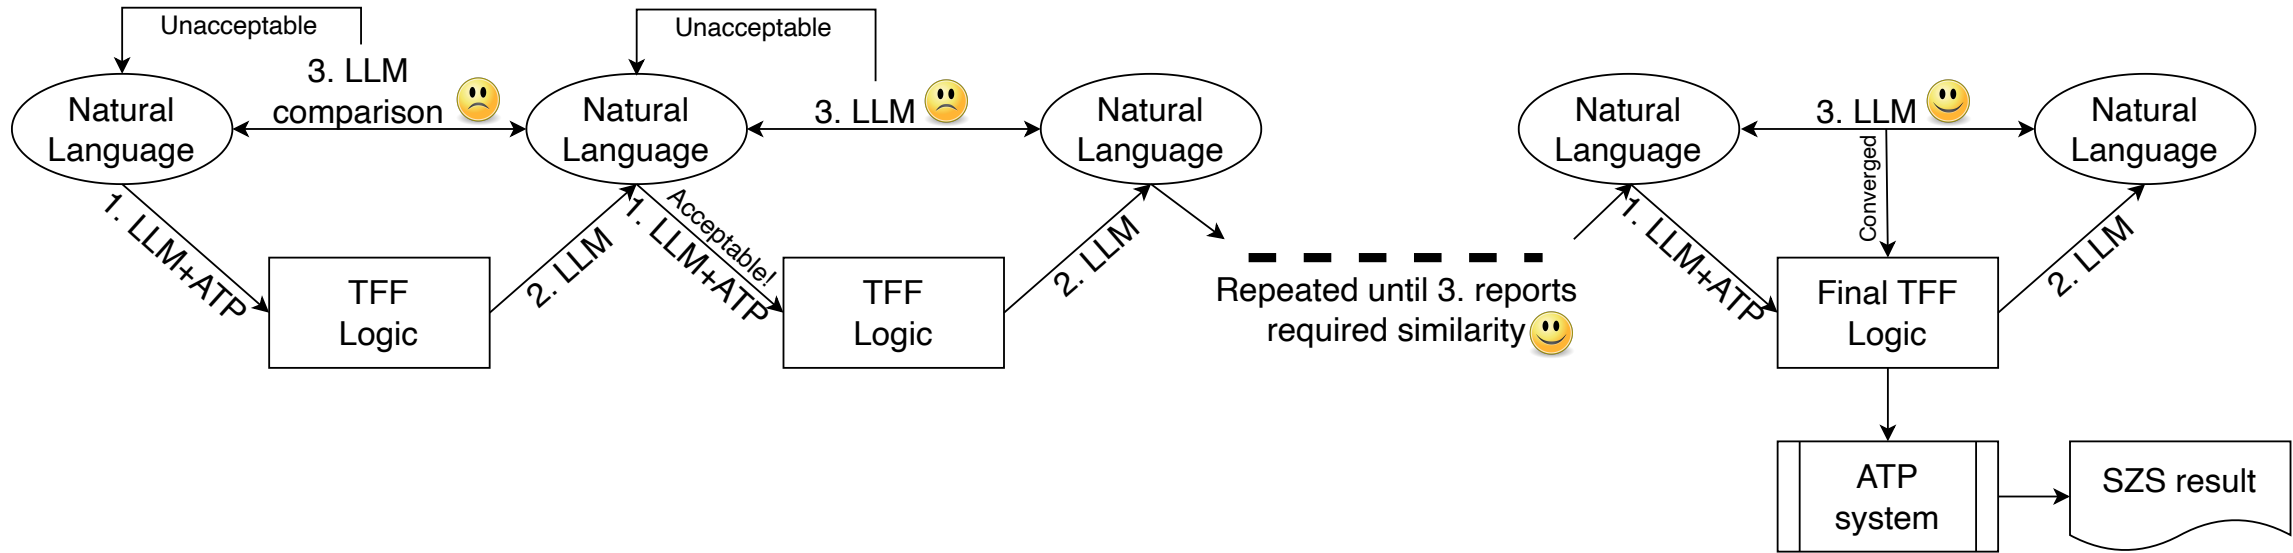 Unacceptable
3. LLM
comparison
Natural
Language
1. LLM+ATP
TFF
Logic
2. LLM
Unacceptable
3. LLM
Natural
Language
Acceptable!
1. LLM+ATP
TFF
Logic
2. LLM
Natural
Language
Repeated until 3. reports
required similarity
Natural
Language
1. LLM+ATP
3. LLM
Converged
Final TFF
Logic
2. LLM
Natural
Language
ATP
system
SZS result